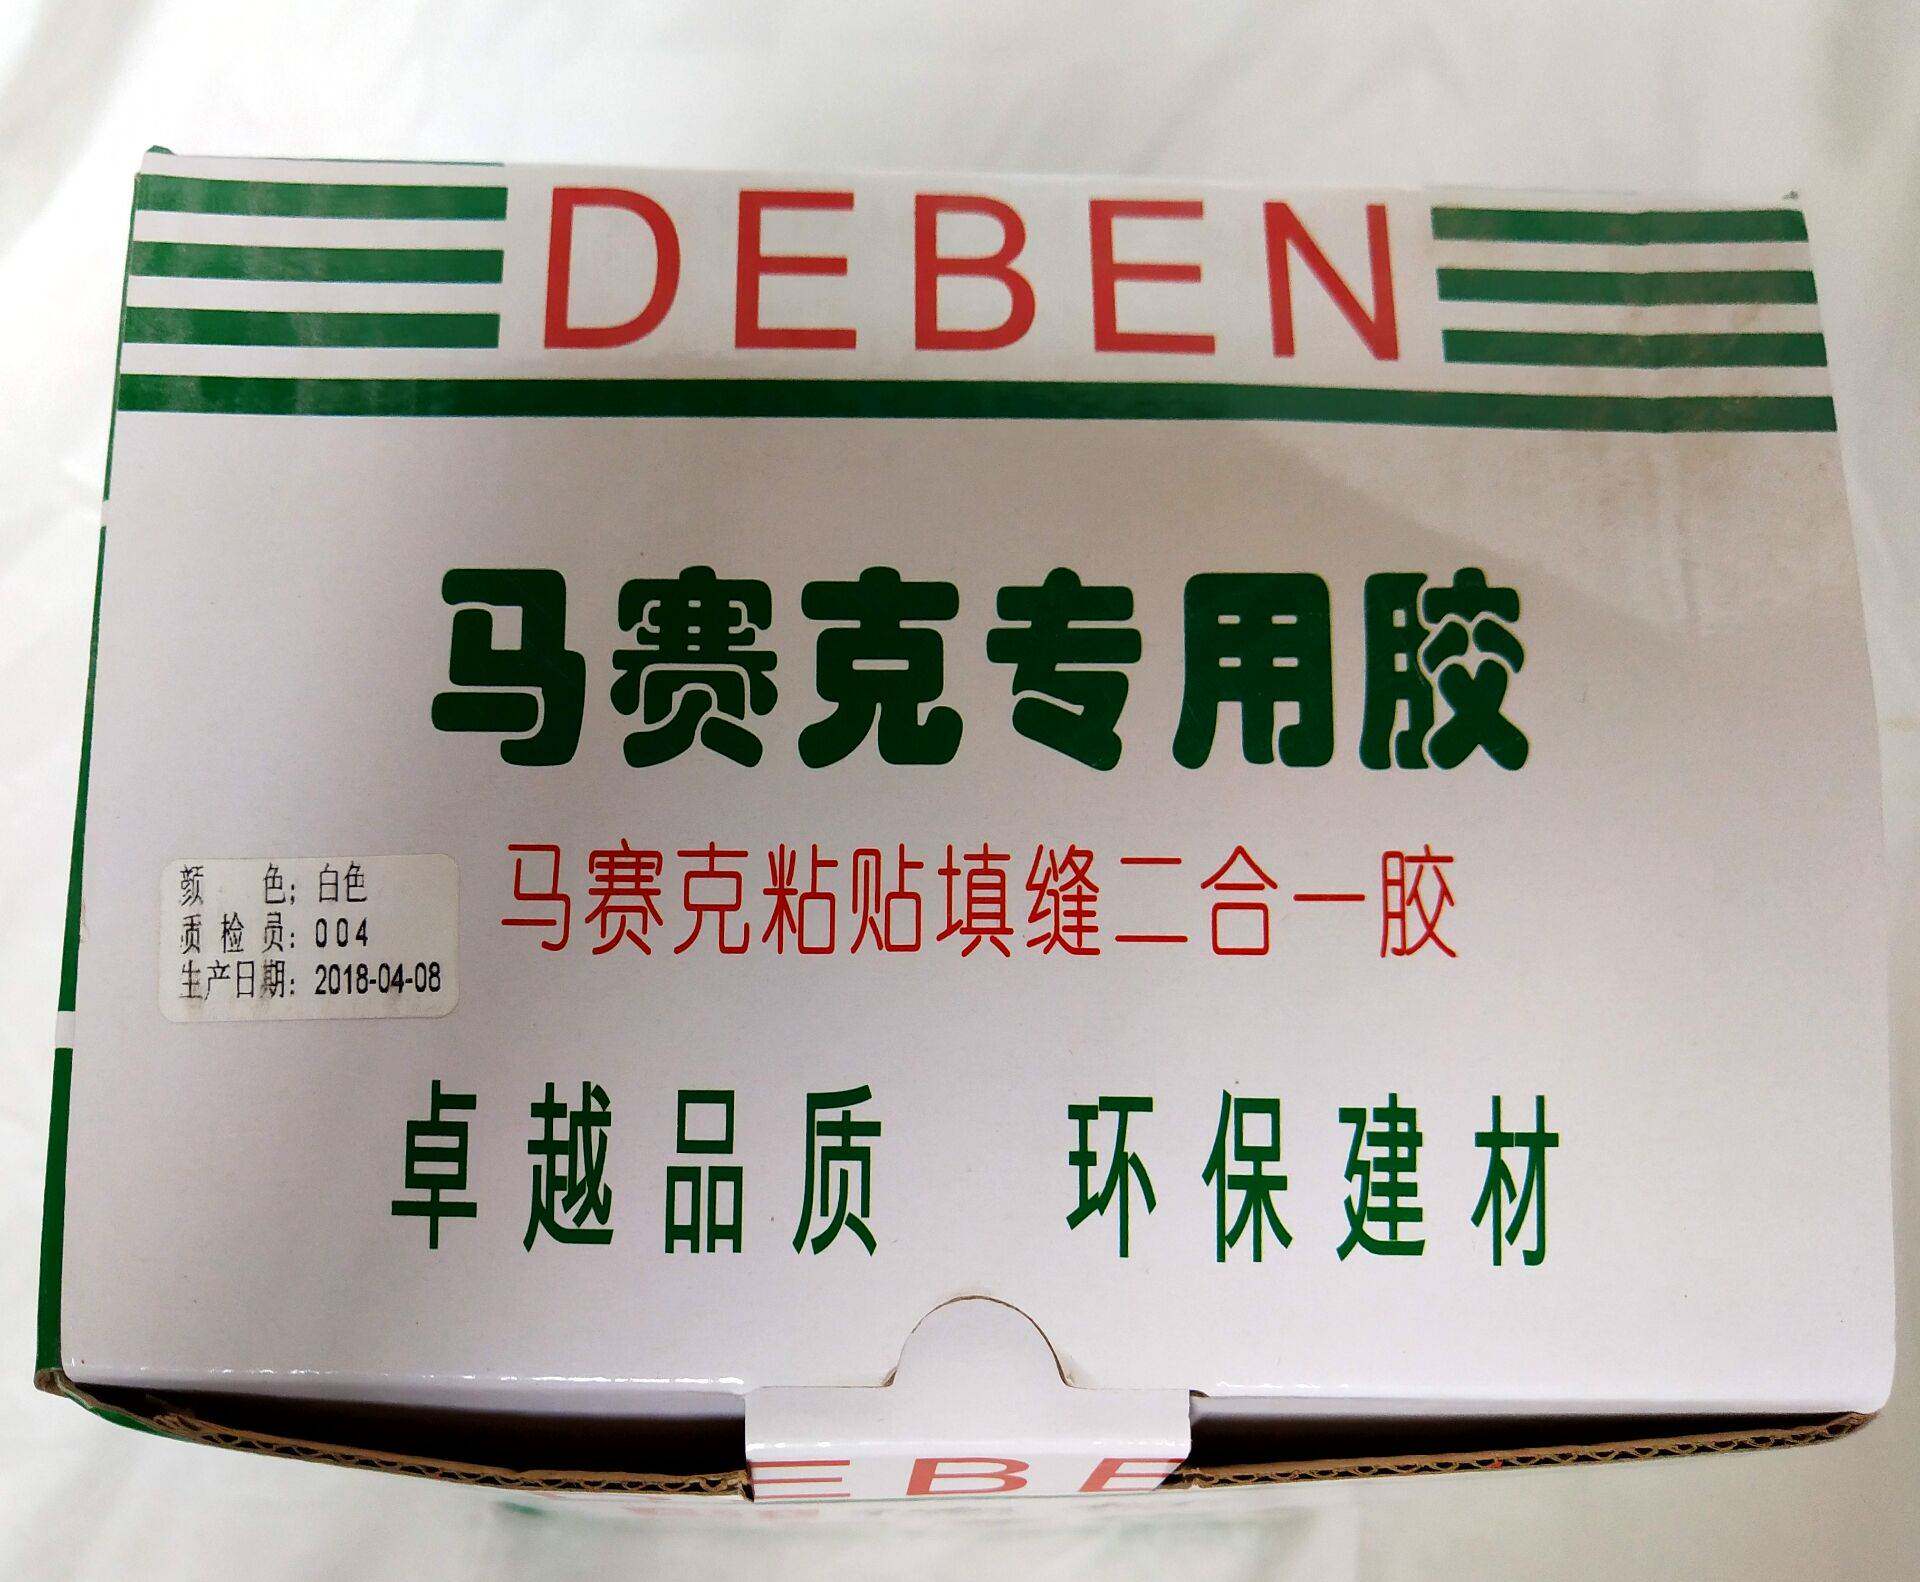 DEBEN
马赛克专用胶
马赛克粘贴填缝二合一胶
颜 色: 白色
质 检 员: 004
生产日期: 2018-04-08
卓越品质 环保建材
EBE